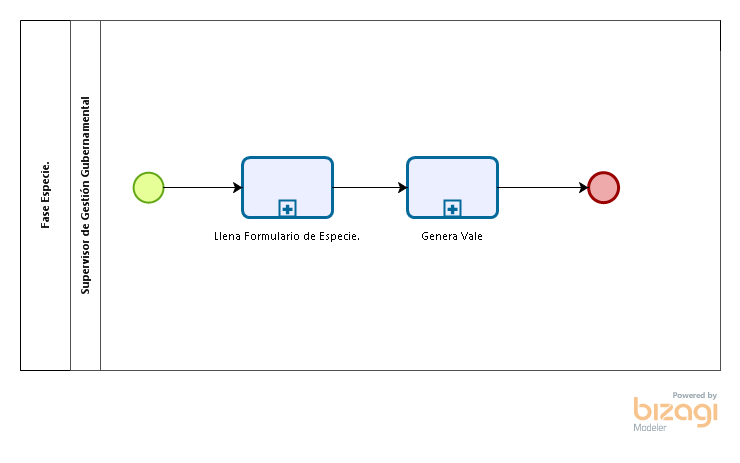 Fase Especie.
Supervisor de Gestión Gubernamental
Llena Formulario de Especie.
Genera Vale
Powered by
bizagi
Modeler